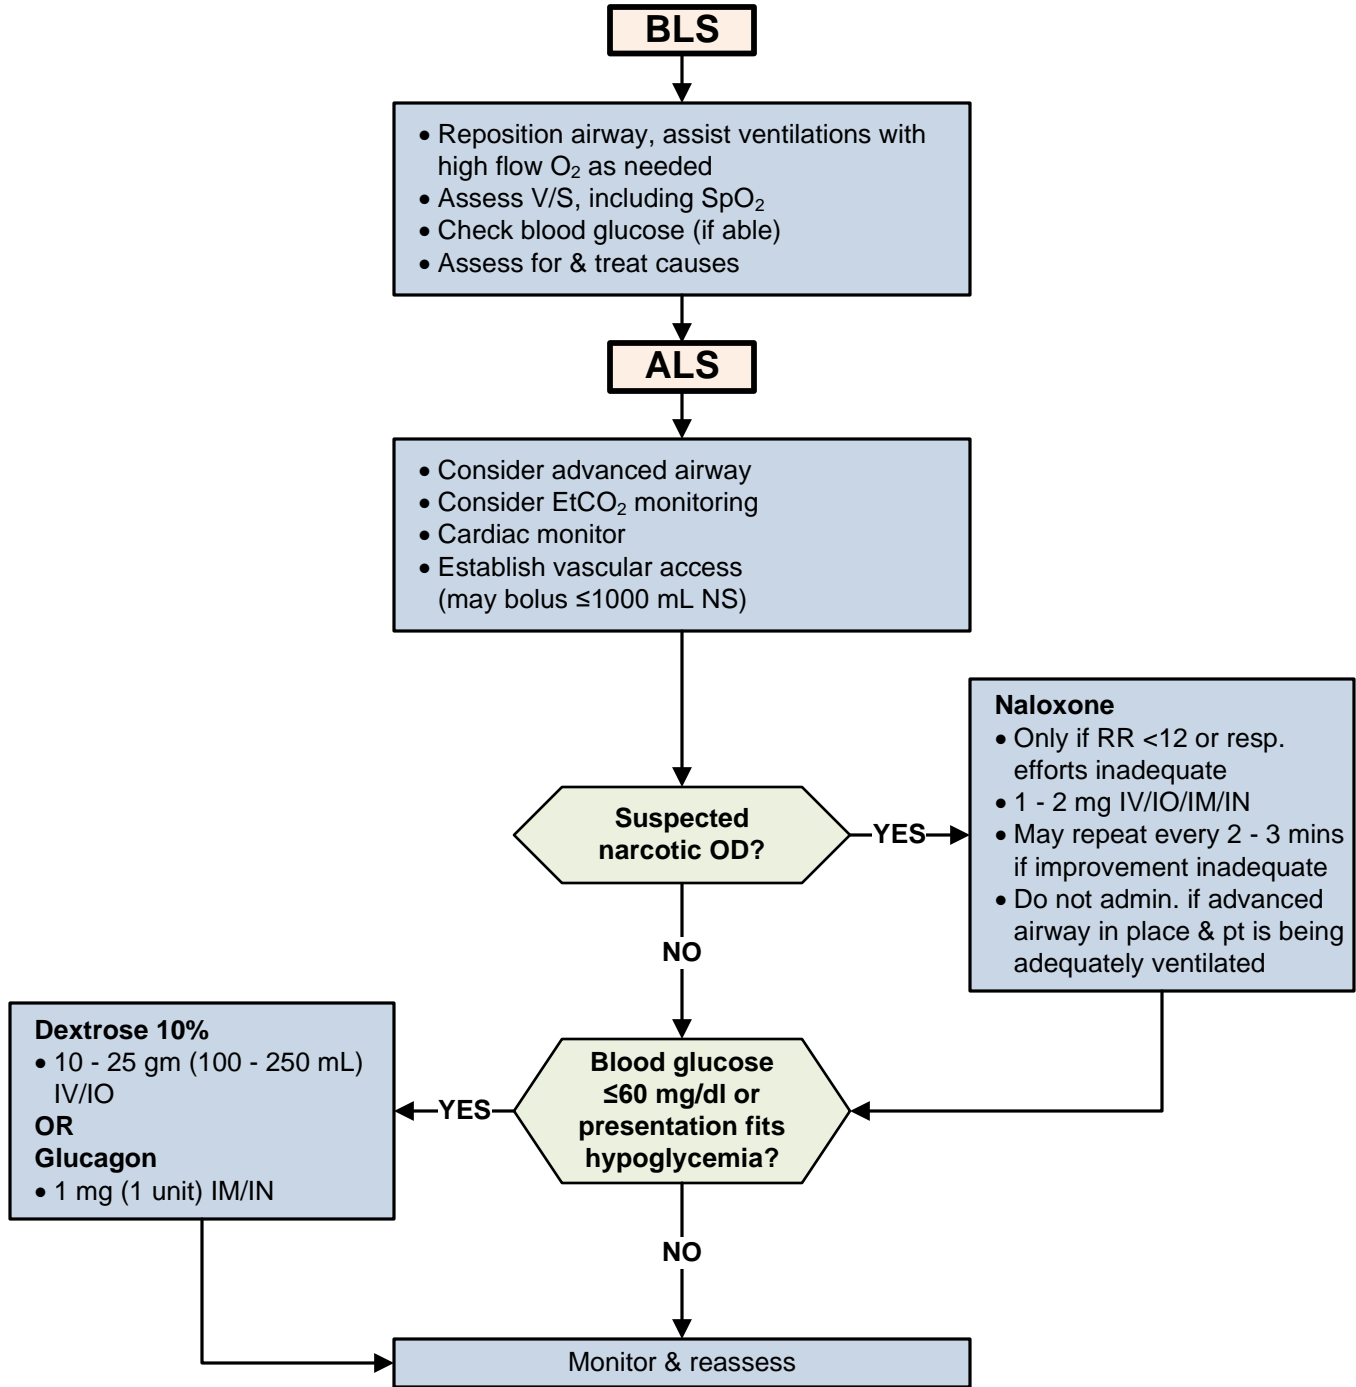 BLS
• Reposition airway, assist ventilations with
high flow O₂ as needed
• Assess V/S, including SpO₂
• Check blood glucose (if able)
• Assess for & treat causes
ALS
• Consider advanced airway
• Consider EtCO₂ monitoring
• Cardiac monitor
• Establish vascular access
(may bolus ≤1000 mL NS)
Suspected
narcotic OD?
YES
Naloxone
• Only if RR <12 or resp.
efforts inadequate
• 1 - 2 mg IV/IO/IM/IN
• May repeat every 2 - 3 mins
if improvement inadequate
• Do not admin. if advanced
airway in place & pt is being
adequately ventilated
NO
Blood glucose
≤60 mg/dl or
presentation fits
hypoglycemia?
YES
Dextrose 10%
• 10 - 25 gm (100 - 250 mL)
IV/IO
OR
Glucagon
• 1 mg (1 unit) IM/IN
NO
Monitor & reassess